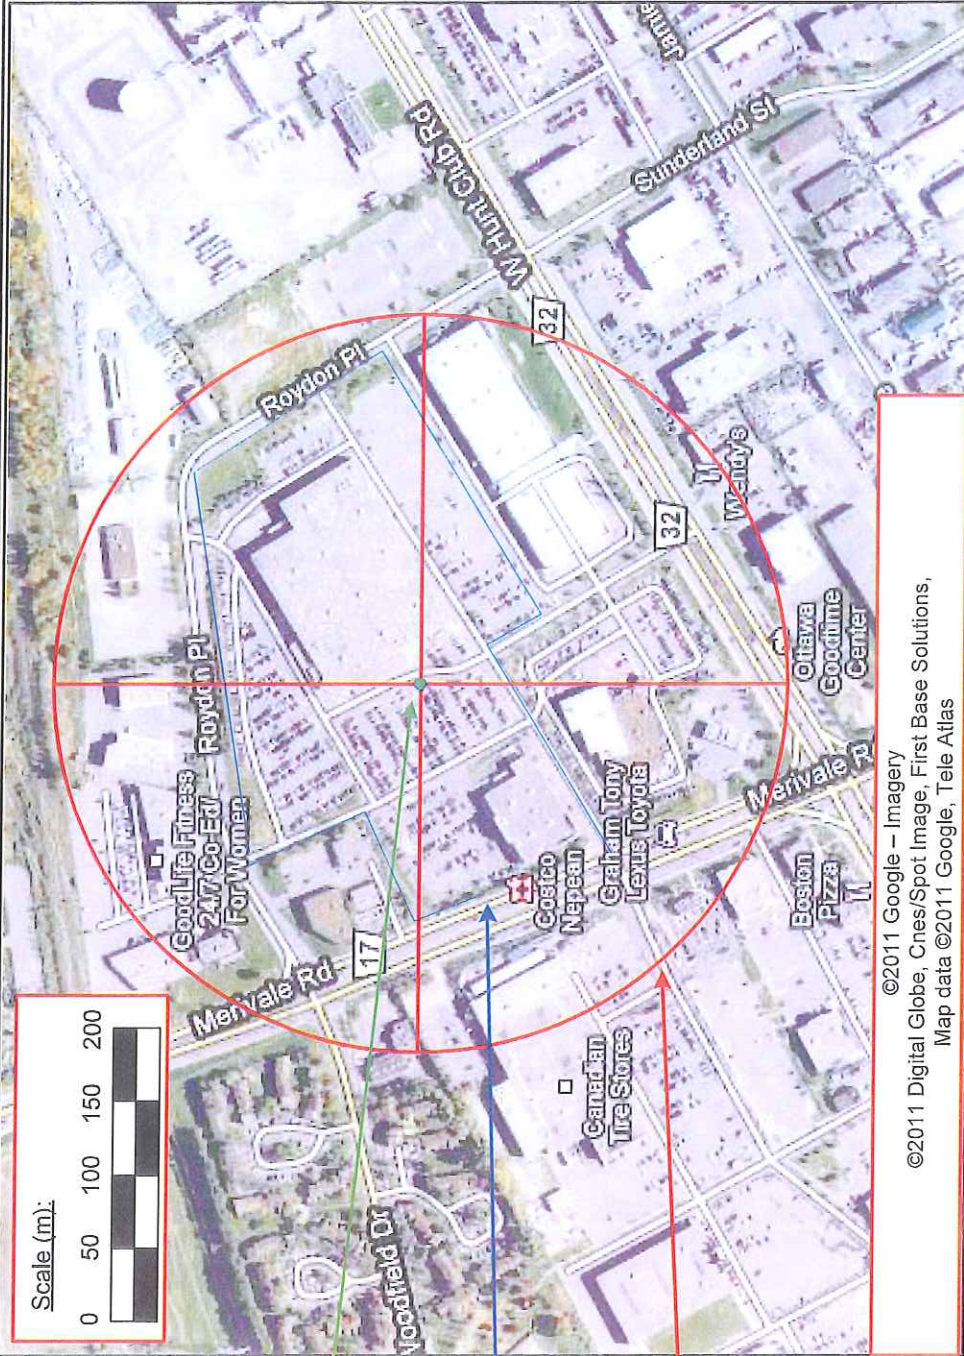 Scale (m):
0 50 100 150 200
Merivale Rd
17
Woodfield Dr
GoodLife Fitness
24/7 Co-Ed/
For Women
Roydon Pl
Roydon Pl
W Hunt Club Rd
32
Sunderland St
Jamie
32
Wendy's
Ottawa
Goodtime
Center
Costco
Nepean
Graham Tony
Lexus Toyota
Merivale Rd
Boston
Pizza
Canadian
Tire Stores
©2011 Google – Imagery
©2011 Digital Globe, Cnes/Spot Image, First Base Solutions,
Map data ©2011 Google, Tele Atlas